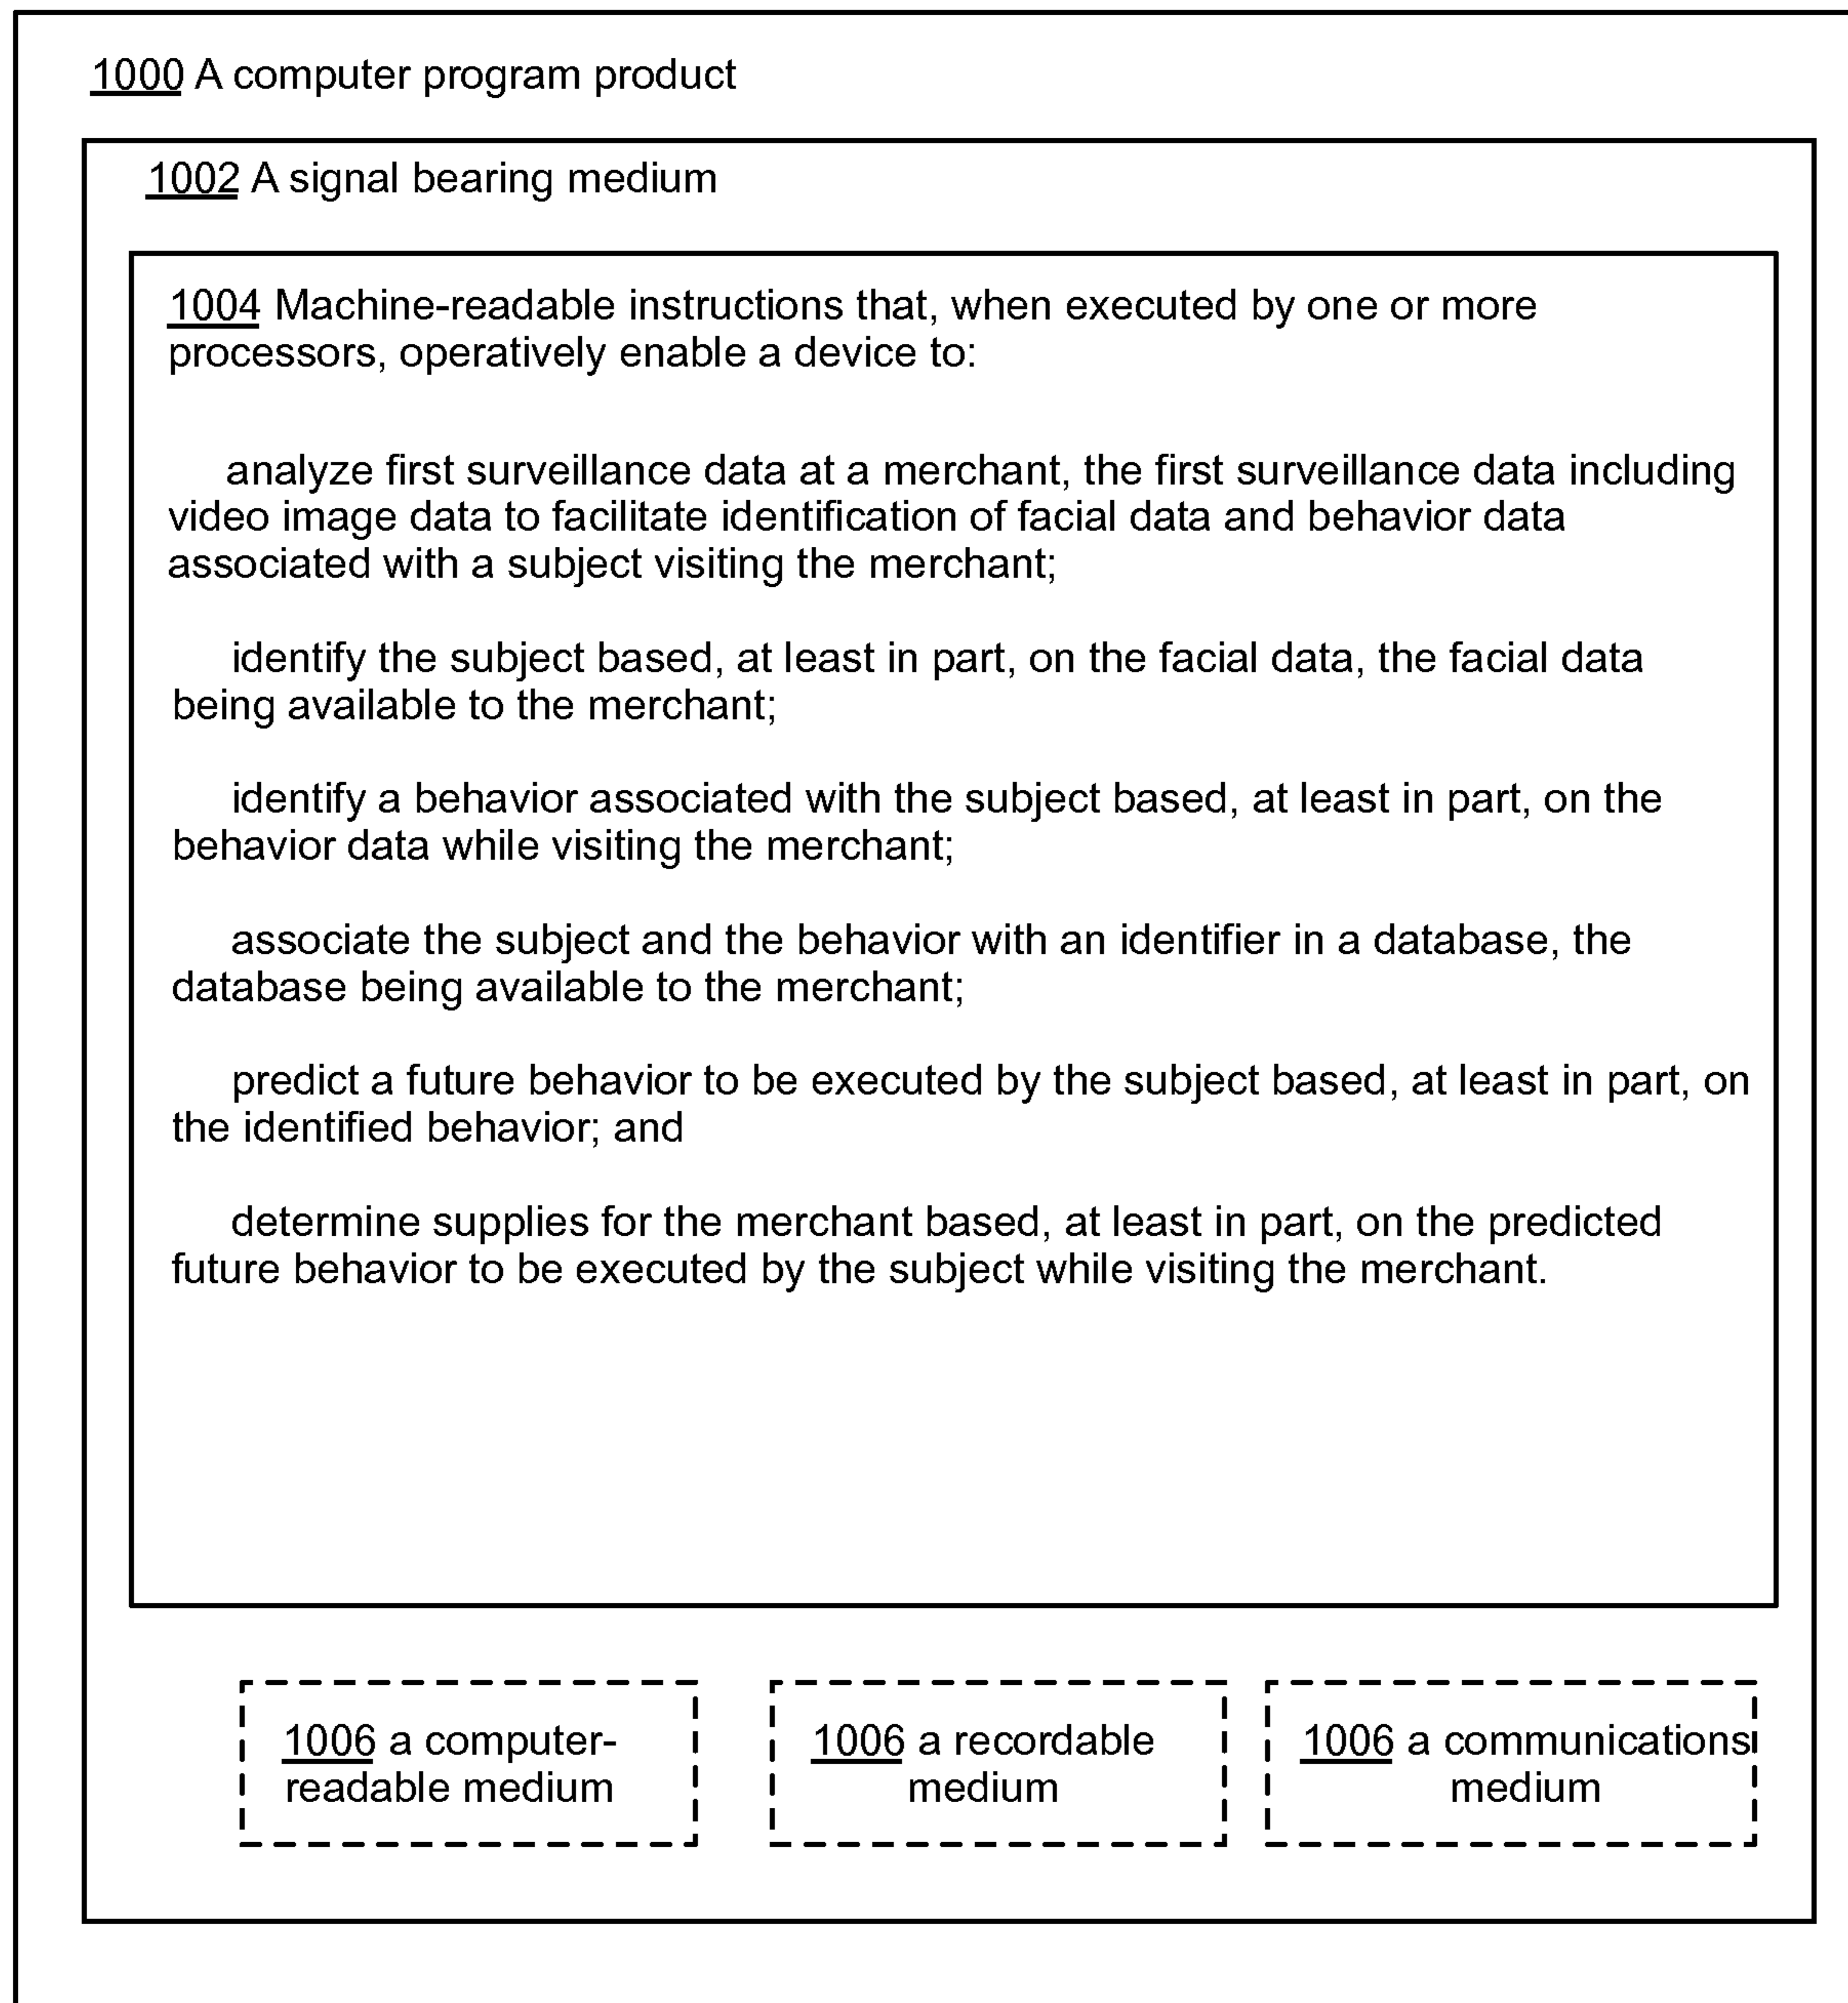 1000 A computer program product
1002 A signal bearing medium
1004 Machine-readable instructions that, when executed by one or more
processors, operatively enable a device to:
analyze first surveillance data at a merchant, the first surveillance data including
video image data to facilitate identification of facial data and behavior data
associated with a subject visiting the merchant;
identify the subject based, at least in part, on the facial data, the facial data
being available to the merchant;
identify a behavior associated with the subject based, at least in part, on the
behavior data while visiting the merchant;
associate the subject and the behavior with an identifier in a database, the
database being available to the merchant;
predict a future behavior to be executed by the subject based, at least in part, on
the identified behavior; and
determine supplies for the merchant based, at least in part, on the predicted
future behavior to be executed by the subject while visiting the merchant.
1006 a computer-
readable medium
1006 a recordable
medium
1006 a communications
medium